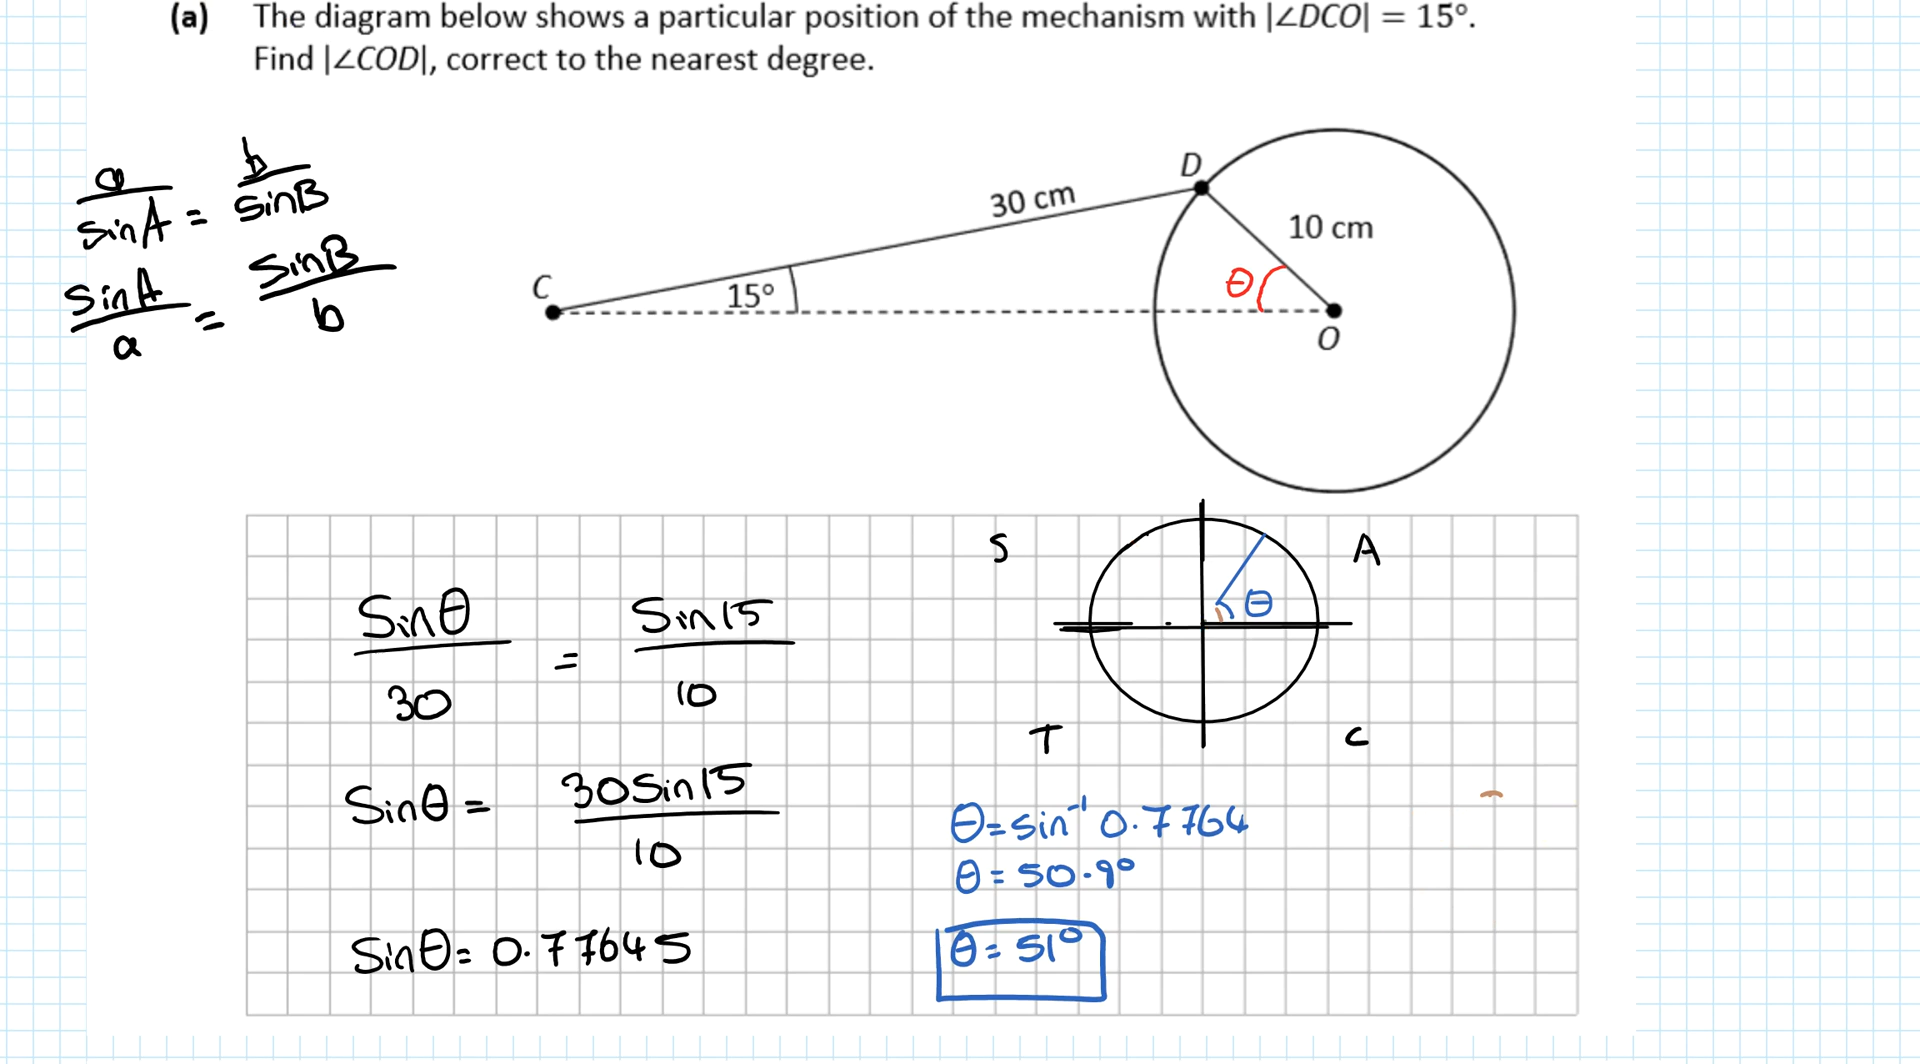 (a) The diagram below shows a particular position of the mechanism with |∠DCO| = 15°.
Find |∠COD|, correct to the nearest degree.
a/sinA = b/sinB
sinA/a = sinB/b
D
30 cm
10 cm
C
15°
θ
O
S
A
θ
T
C
Sinθ/30 = Sin15/10
Sinθ = 30Sin15/10
Sinθ = 0.77645
θ = sin⁻¹ 0.7764
θ = 50.9°
θ = 51°